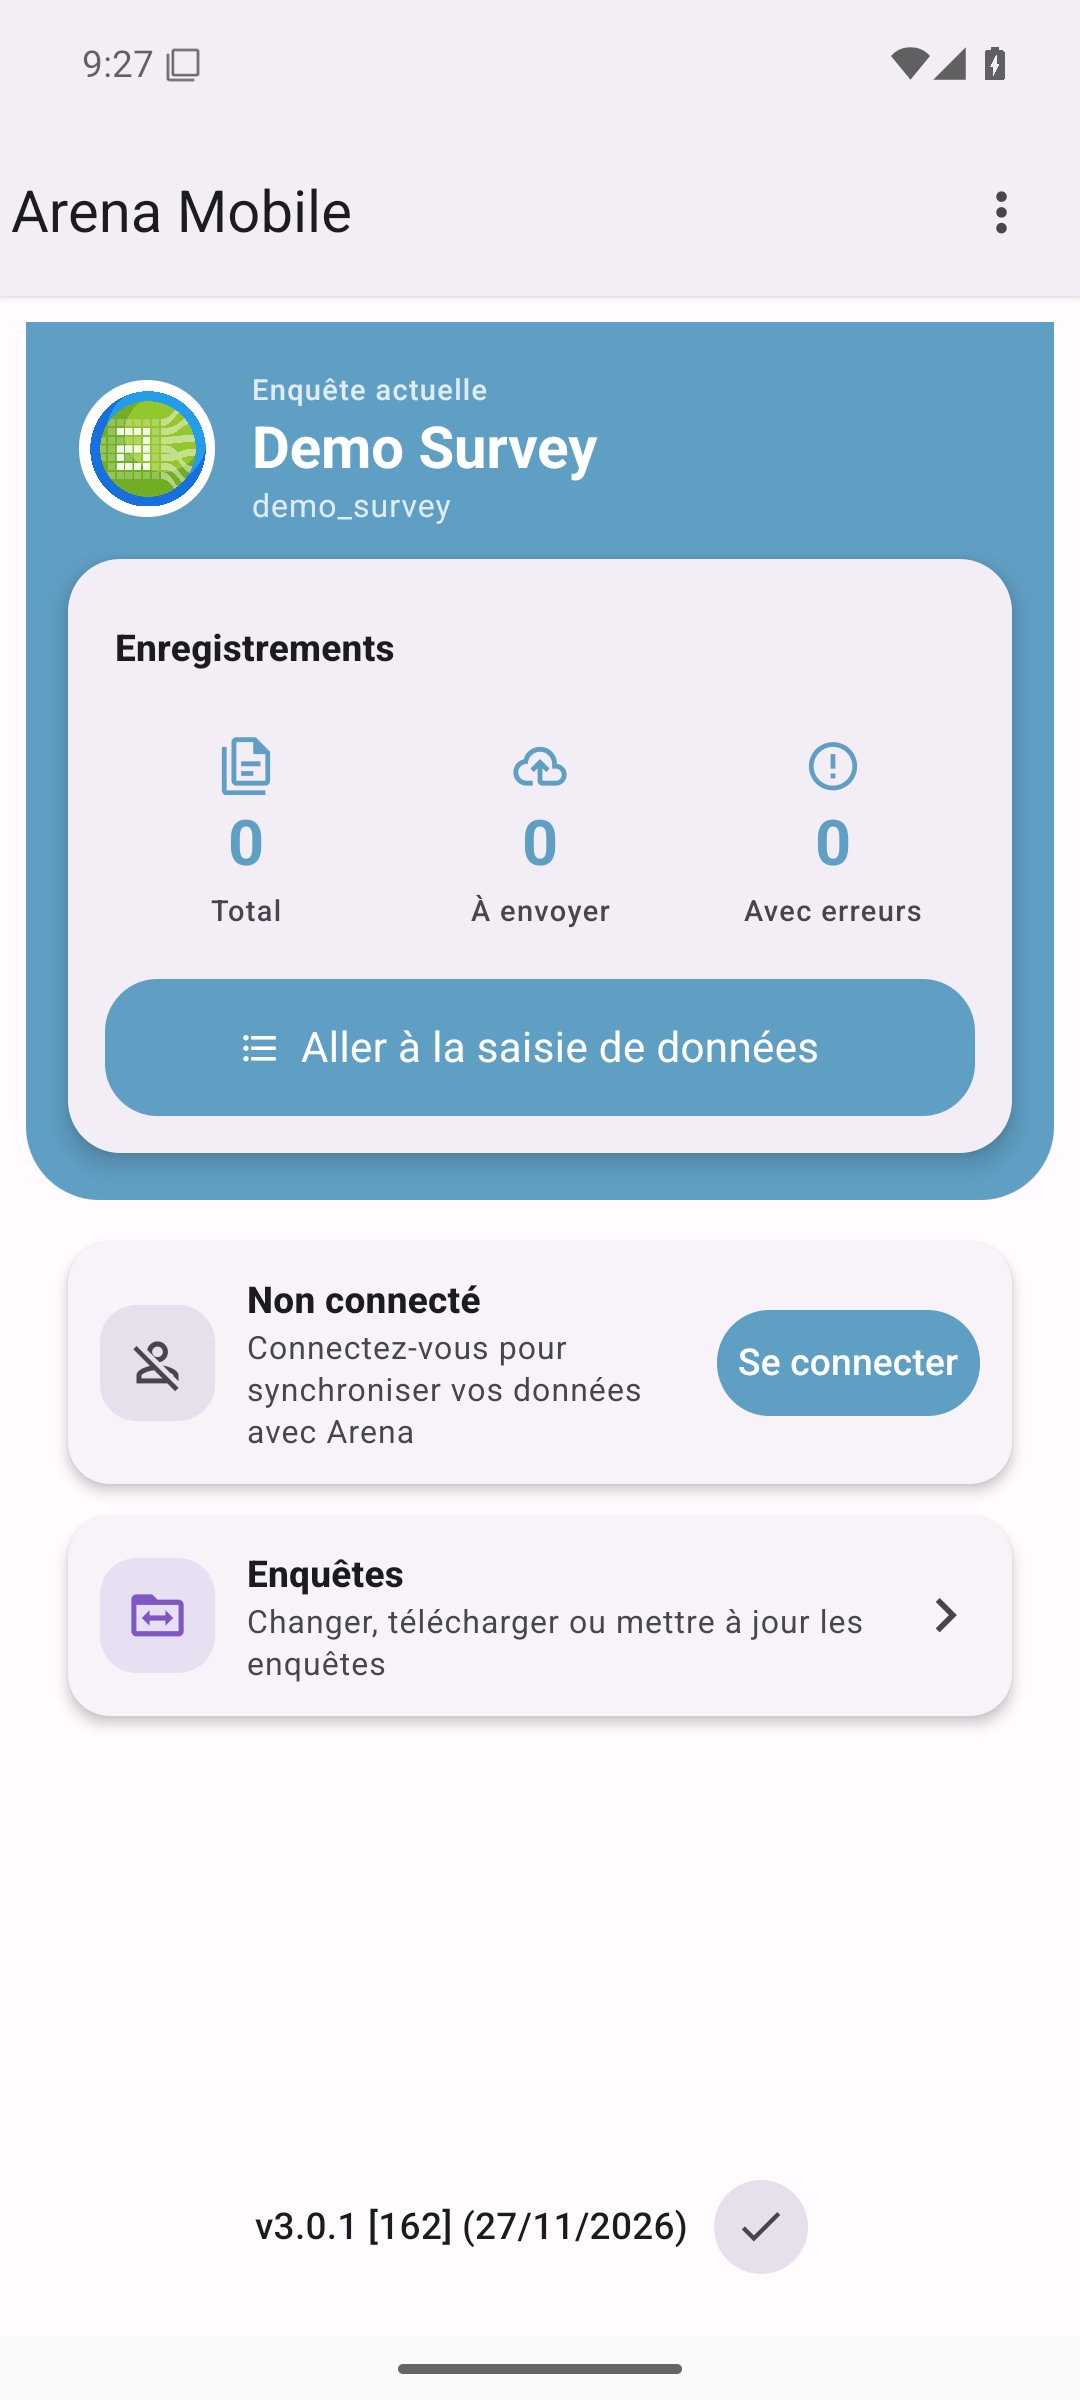 9:27
Arena Mobile
Enquête actuelle
Demo Survey
demo_survey
Enregistrements
0
0
0
Total
À envoyer
Avec erreurs
Aller à la saisie de données
Non connecté
Connectez-vous pour
synchroniser vos données
avec Arena
Se connecter
Enquêtes
Changer, télécharger ou mettre à jour les
enquêtes
v3.0.1 [162] (27/11/2026)